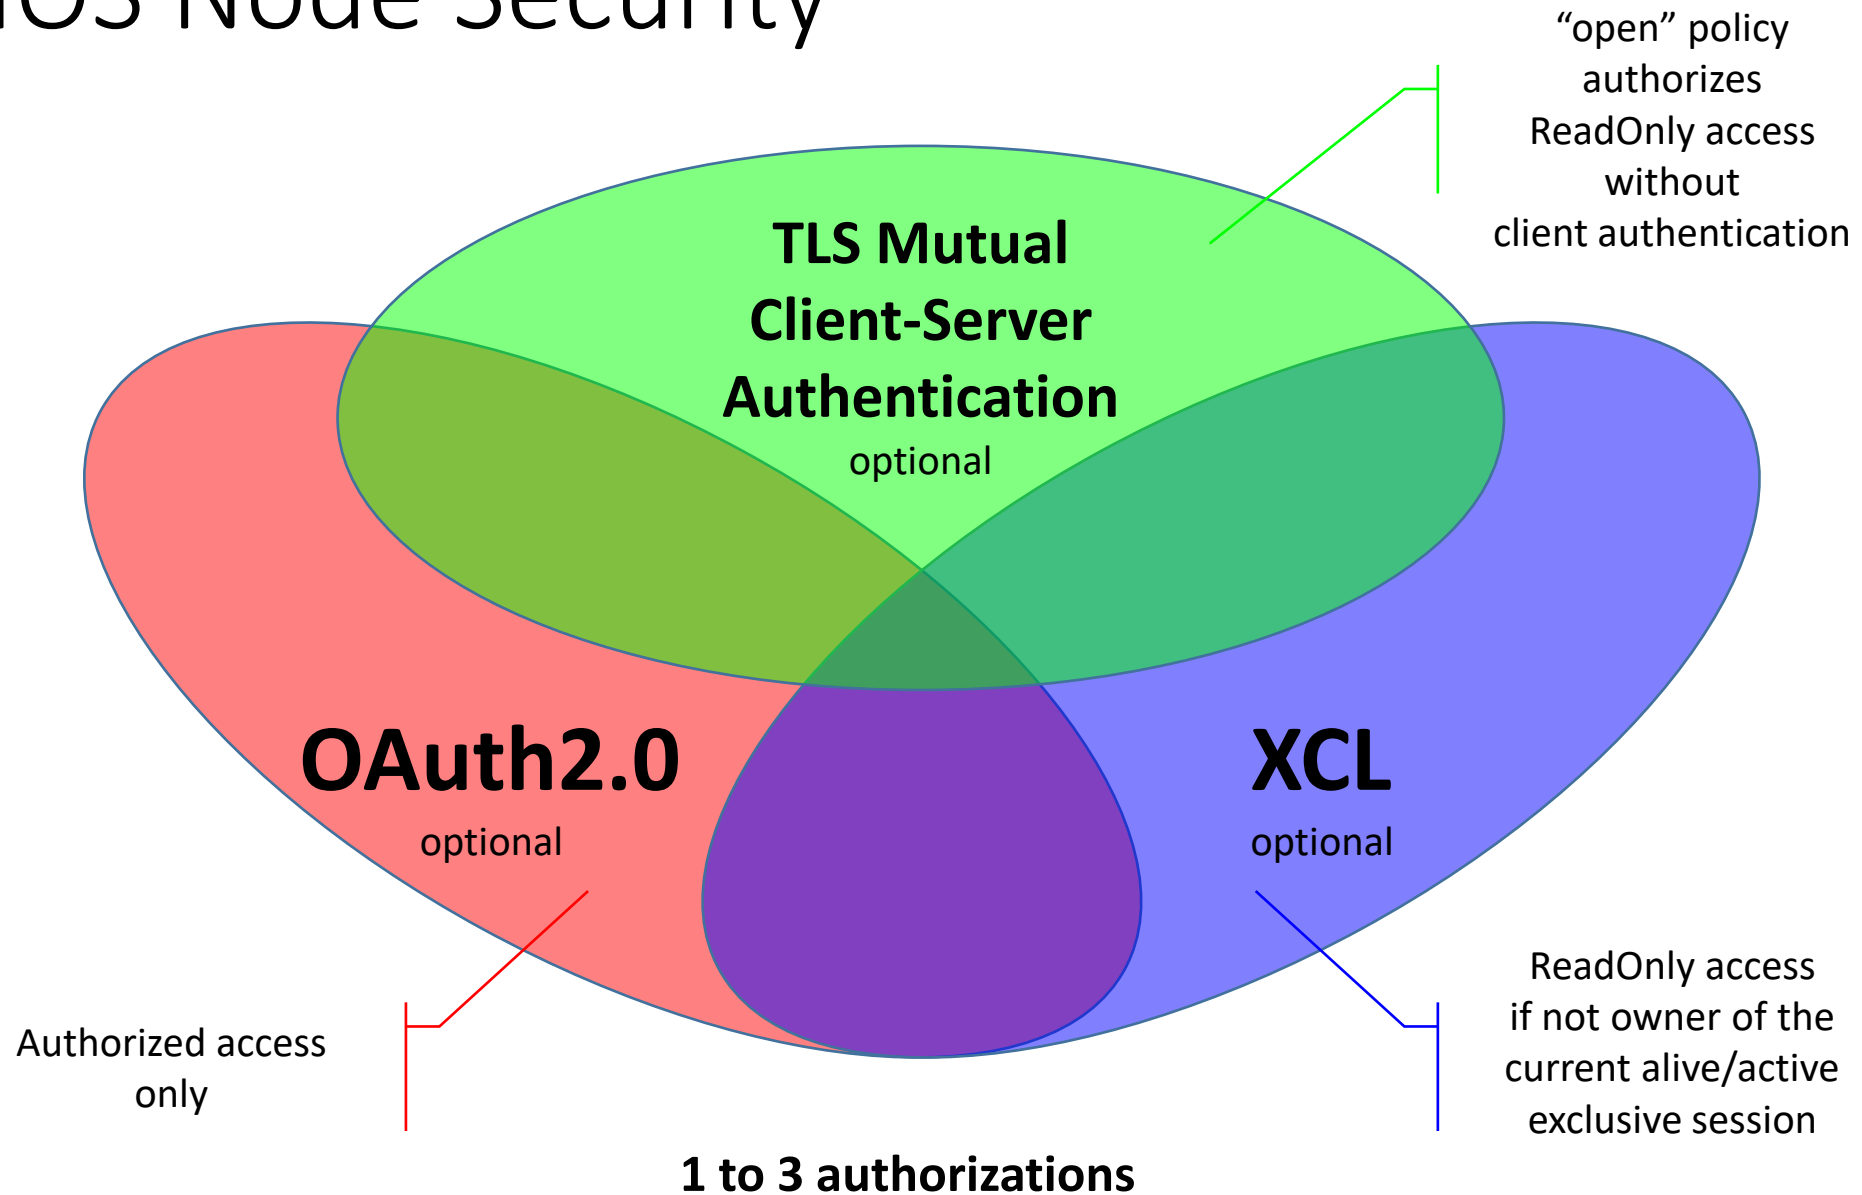 Node Security
“open” policy
authorizes
ReadOnly access
without
client authentication
TLS Mutual
Client-Server
Authentication
optional
OAuth2.0
optional
XCL
optional
Authorized access
only
ReadOnly access
if not owner of the
current alive/active
exclusive session
1 to 3 authorizations